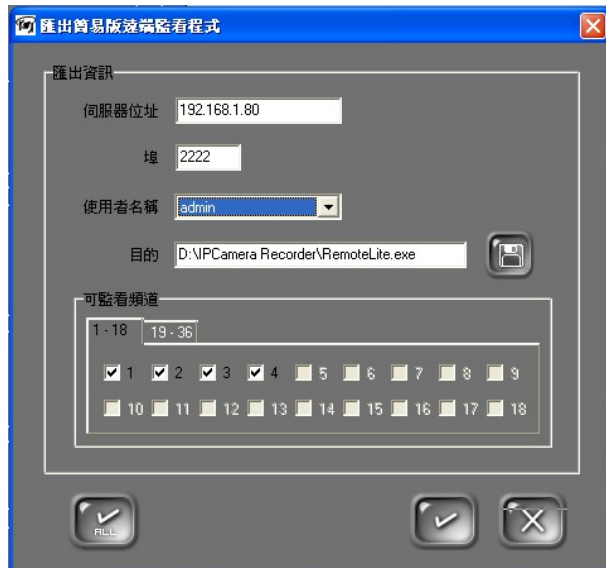 匯出簡易版遠端監看程式
匯出資訊
伺服器位址 192.168.1.80
埠 2222
使用者名稱 admin
目的 D:\IPCamera Recorder\RemoteLite.exe
可監看頻道
1 - 18 19 - 36
1 2 3 4 5 6 7 8 9
10 11 12 13 14 15 16 17 18
ALL